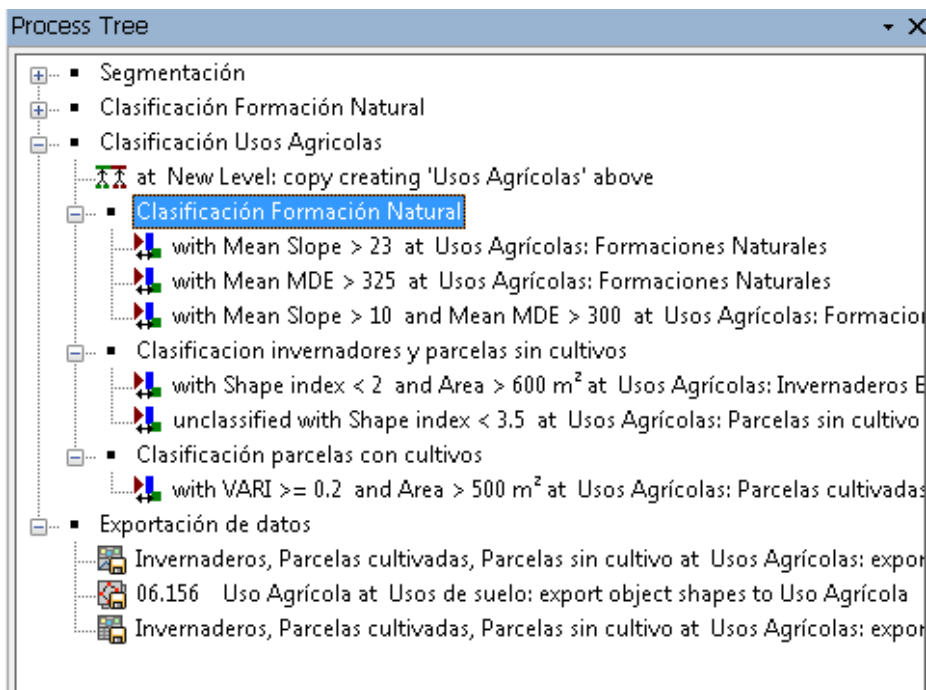 Process Tree
Segmentación
Clasificación Formación Natural
Clasificación Usos Agricolas
at New Level: copy creating 'Usos Agrícolas' above
Clasificación Formación Natural
with Mean Slope > 23 at Usos Agrícolas: Formaciones Naturales
with Mean MDE > 325 at Usos Agrícolas: Formaciones Naturales
with Mean Slope > 10 and Mean MDE > 300 at Usos Agrícolas: Formacion
Clasificacion invernadores y parcelas sin cultivos
with Shape index < 2 and Area > 600 m² at Usos Agrícolas: Invernaderos E
unclassified with Shape index < 3.5 at Usos Agrícolas: Parcelas sin cultivo
Clasificación parcelas con cultivos
with VARI >= 0.2 and Area > 500 m² at Usos Agrícolas: Parcelas cultivadas
Exportación de datos
Invernaderos, Parcelas cultivadas, Parcelas sin cultivo at Usos Agrícolas: expor
06.156 Uso Agrícola at Usos de suelo: export object shapes to Uso Agrícola
Invernaderos, Parcelas cultivadas, Parcelas sin cultivo at Usos Agrícolas: expor